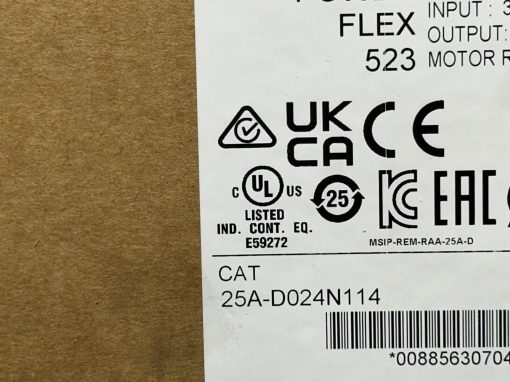 FLEX
523
INPUT : 3
OUTPUT:
MOTOR R
UK
CA
CE
C UL US
LISTED
IND. CONT. EQ.
E59272
25
EAC
MSIP-REM-RAA-25A-D
CAT
25A-D024N114
*00885630704